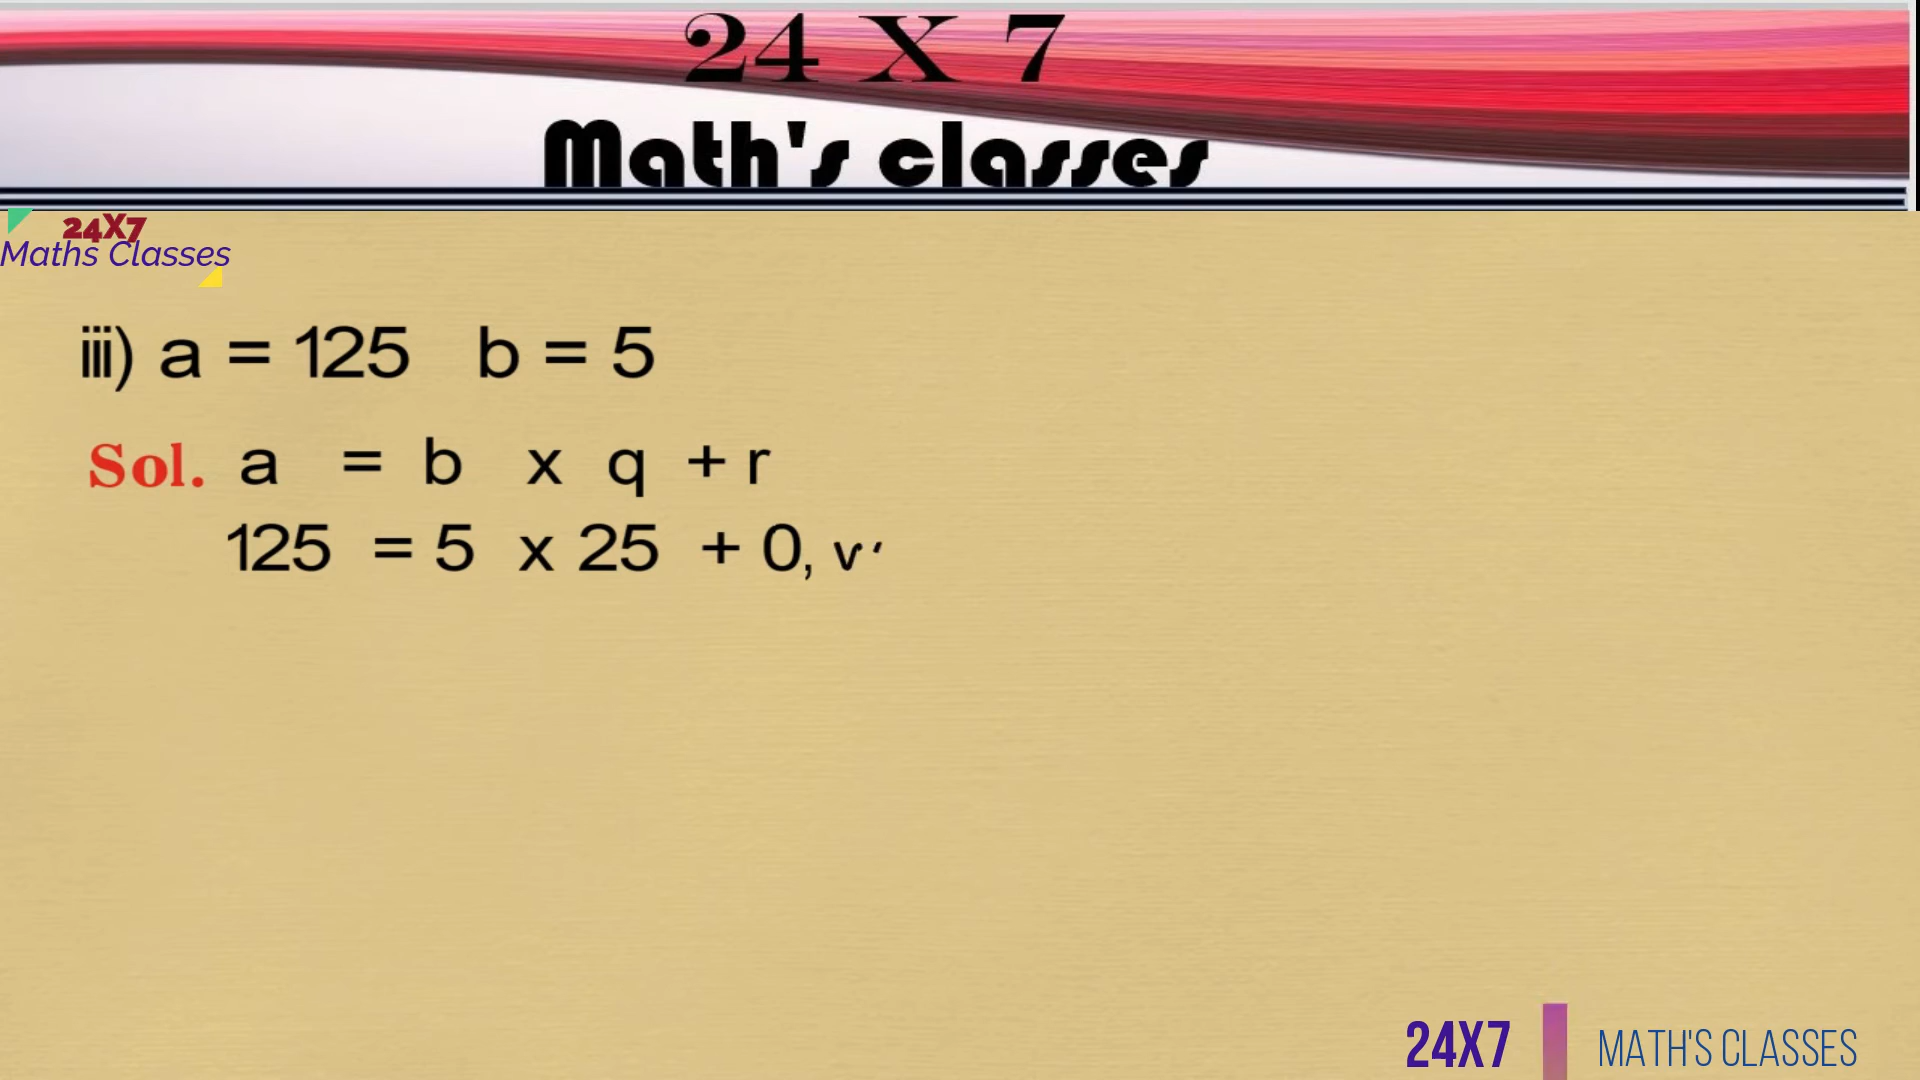 24 X 7
Math's classes
24X7
Maths Classes
iii) a = 125 b = 5
Sol. a = b x q + r
125 = 5 x 25 + 0,
24X7 MATH'S CLASSES